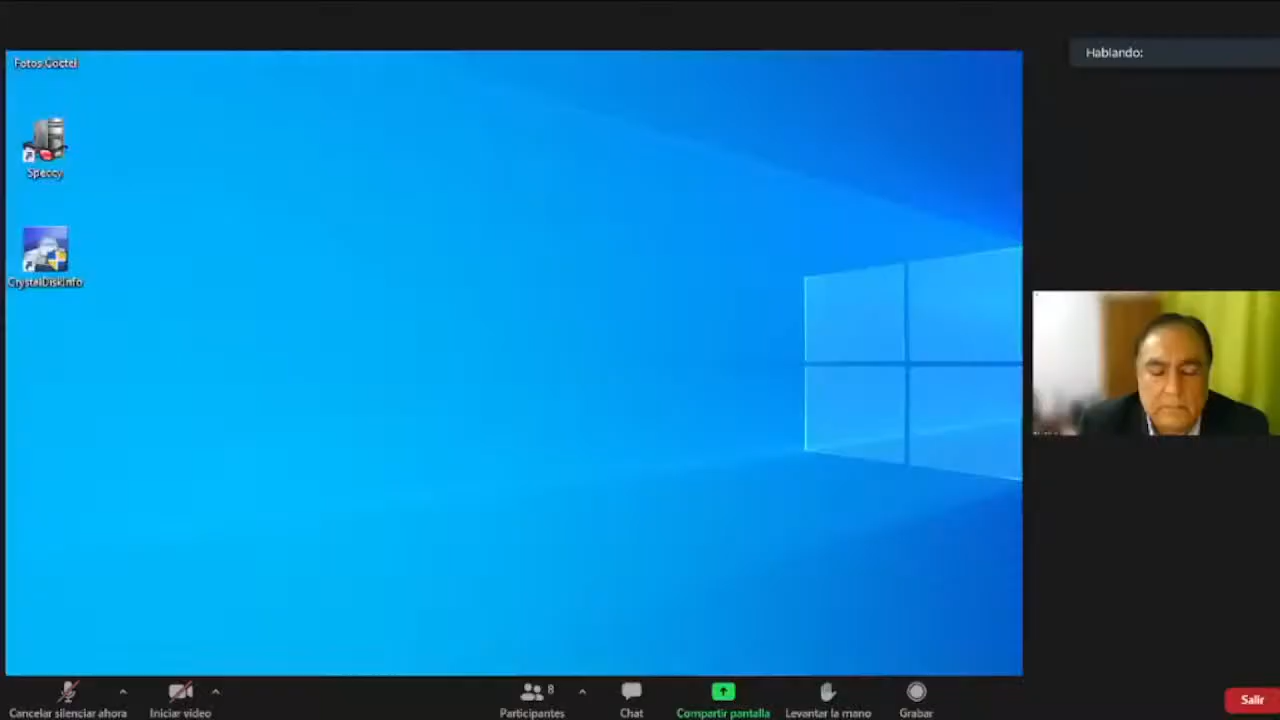 Fotos Coctel
Hablando:
Speccy
CrystalDiskInfo
8
Cancelar silenciar ahora
Iniciar video
Participantes
Chat
Compartir pantalla
Levantar la mano
Grabar
Salir